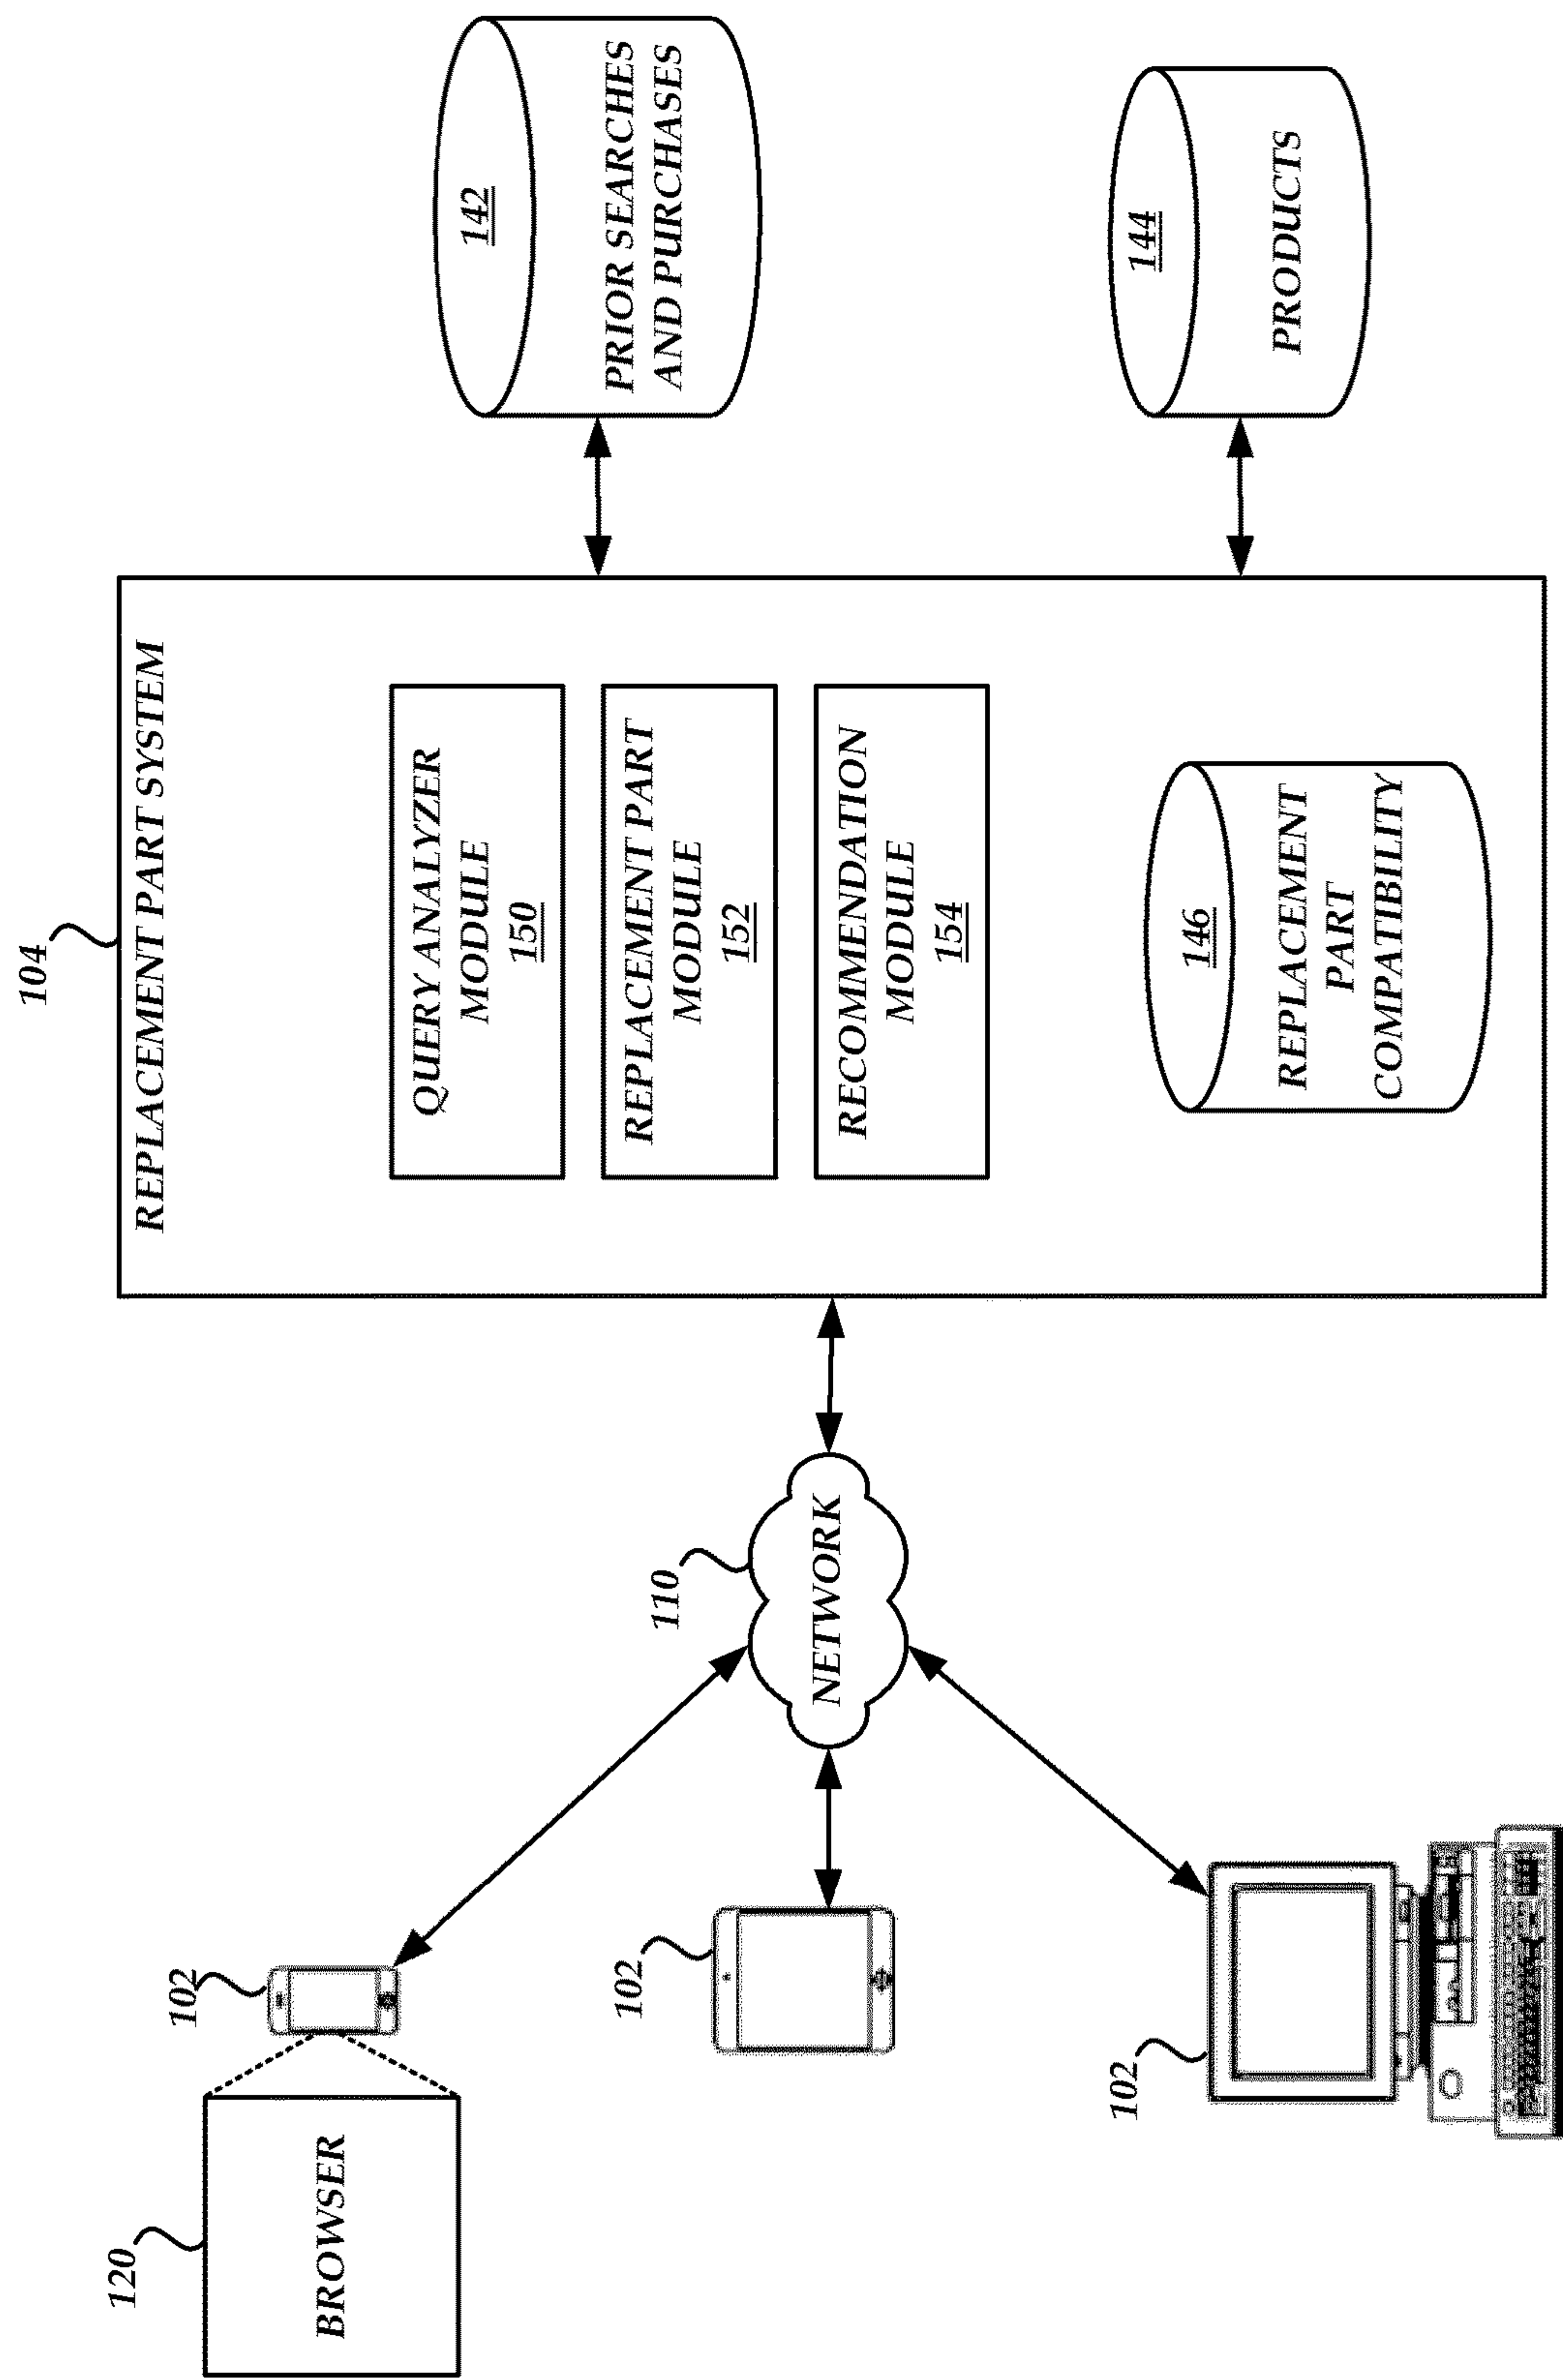 120
BROWSER
102
102
102
110
NETWORK
104
REPLACEMENT PART SYSTEM
QUERY ANALYZER
MODULE
150
REPLACEMENT PART
MODULE
152
RECOMMENDATION
MODULE
154
146
REPLACEMENT
PART
COMPATIBILITY
142
PRIOR SEARCHES
AND PURCHASES
144
PRODUCTS